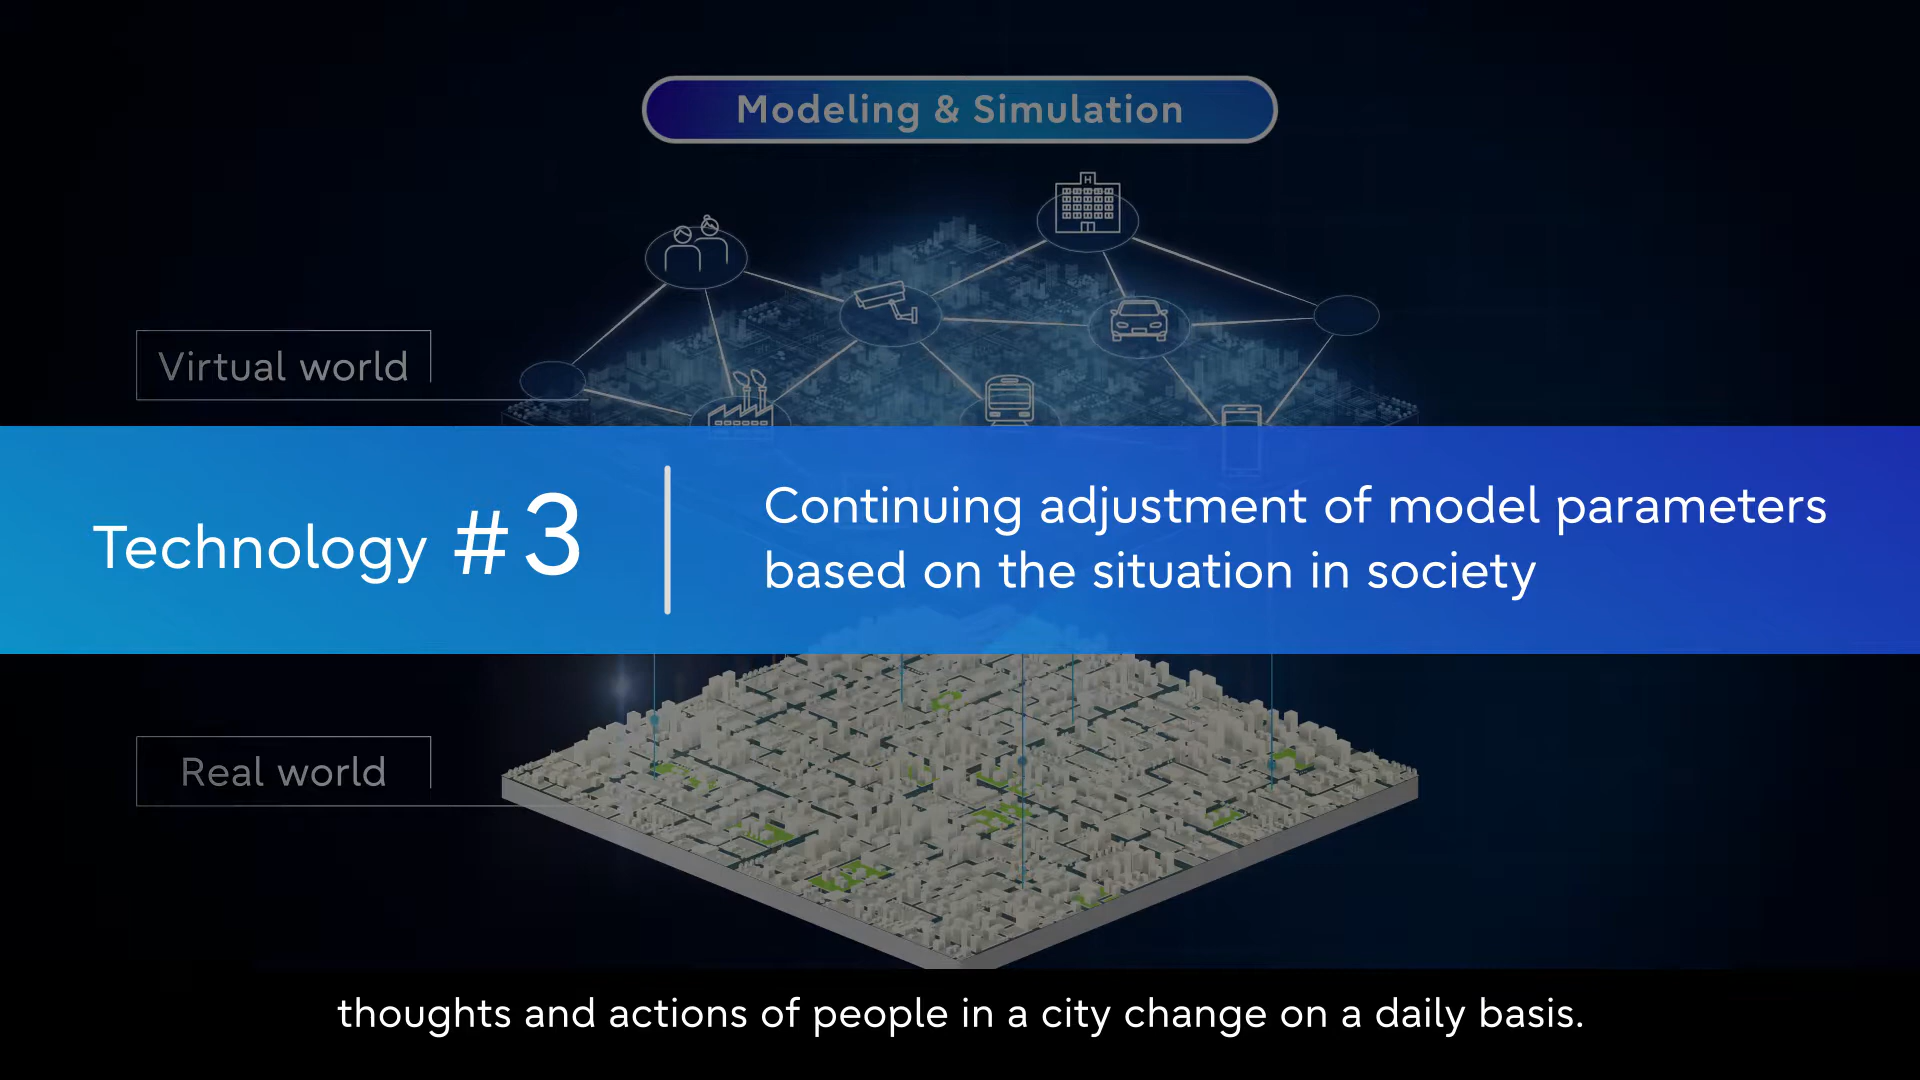 Modeling & Simulation
H
Virtual world
Technology #3
Continuing adjustment of model parameters
based on the situation in society
Real world
thoughts and actions of people in a city change on a daily basis.